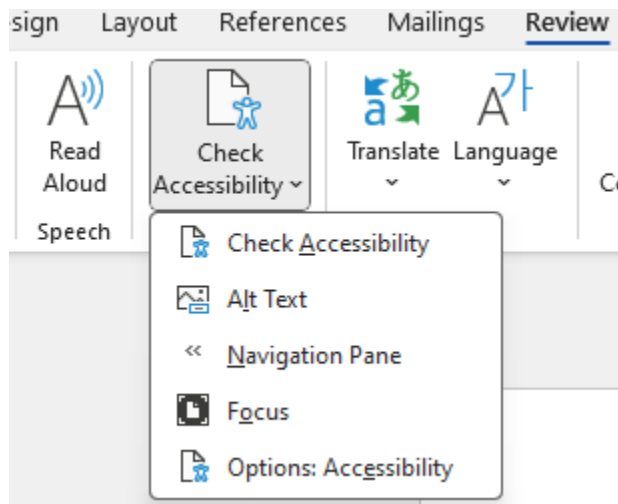 sign Layout References Mailings Review
Read Aloud
Check Accessibility
Translate
Language
Speech
Check Accessibility
Alt Text
Navigation Pane
Focus
Options: Accessibility